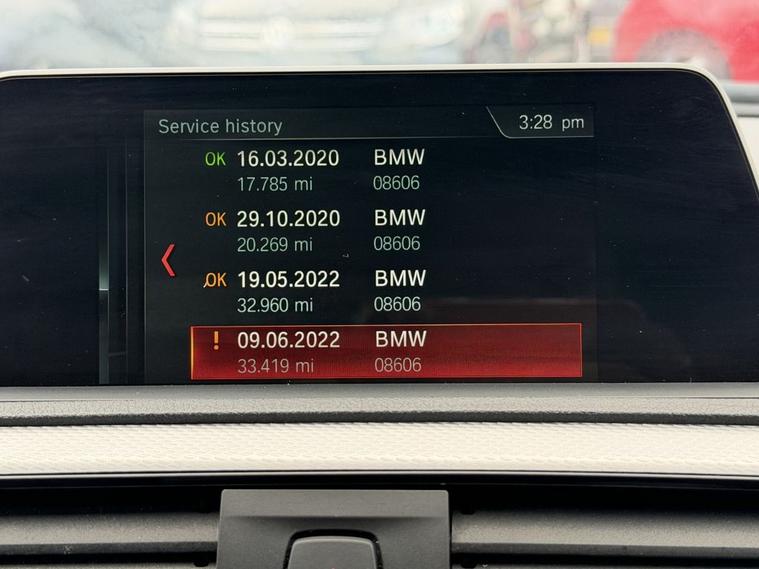 Service history 3:28 pm
OK 16.03.2020 BMW
17.785 mi 08606
OK 29.10.2020 BMW
20.269 mi 08606
OK 19.05.2022 BMW
32.960 mi 08606
! 09.06.2022 BMW
33.419 mi 08606